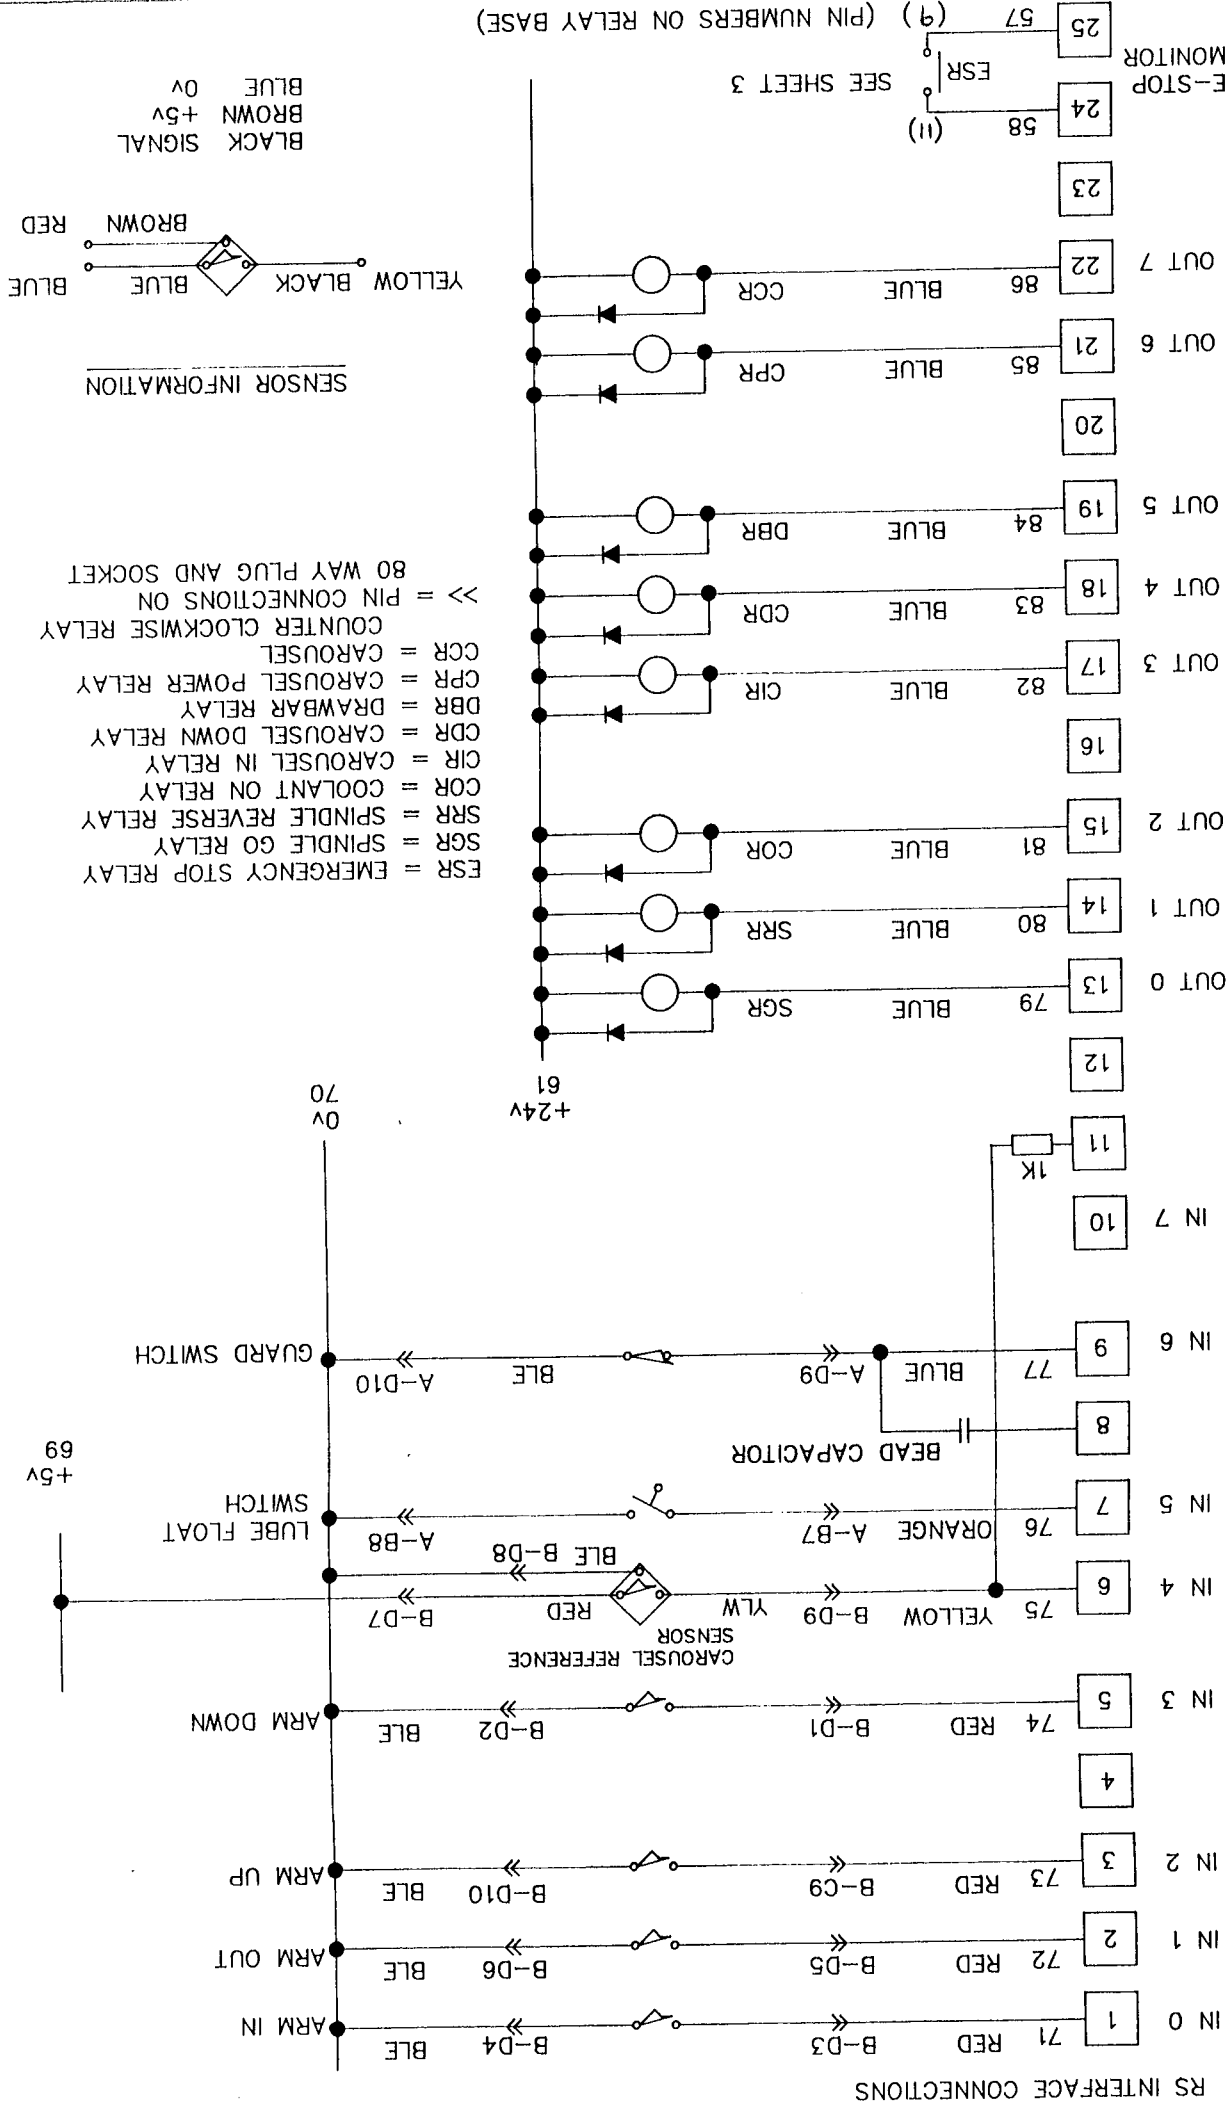 RS INTERFACE CONNECTIONS
IN 0 1 71 RED B-D3 B-D4 BLE ARM IN
IN 1 2 72 RED B-D5 B-D6 BLE ARM OUT
IN 2 3 73 RED B-C9 B-D10 BLE ARM UP
4
IN 3 5 74 RED B-D1 B-D2 BLE ARM DOWN
CAROUSEL REFERENCE
SENSOR
IN 4 6 75 YELLOW B-D9 YLW RED B-D7
BLE B-D8
IN 5 7 76 ORANGE A-B7 A-B8 LUBE FLOAT
SWITCH
+5v
69
8 BEAD CAPACITOR
IN 6 9 77 BLUE A-D9 BLE A-D10 GUARD SWITCH
IN 7 10
11 1K
0v
70
12
+24v
61
OUT 0 13 79 BLUE SGR
OUT 1 14 80 BLUE SRR
OUT 2 15 81 BLUE COR
16
OUT 3 17 82 BLUE CIR
OUT 4 18 83 BLUE CDR
OUT 5 19 84 BLUE DBR
20
OUT 6 21 85 BLUE CPR
OUT 7 22 86 BLUE CCR
23
E-STOP
MONITOR
24 58 (11)
ESR SEE SHEET 3
25 57 (9) (PIN NUMBERS ON RELAY BASE)
ESR = EMERGENCY STOP RELAY
SGR = SPINDLE GO RELAY
SRR = SPINDLE REVERSE RELAY
COR = COOLANT ON RELAY
CIR = CAROUSEL IN RELAY
CDR = CAROUSEL DOWN RELAY
DBR = DRAWBAR RELAY
CPR = CAROUSEL POWER RELAY
CCR = CAROUSEL
COUNTER CLOCKWISE RELAY
>> = PIN CONNECTIONS ON
80 WAY PLUG AND SOCKET
SENSOR INFORMATION
YELLOW BLACK BLUE BLUE
BROWN RED
BLACK SIGNAL
BROWN +5v
BLUE 0v